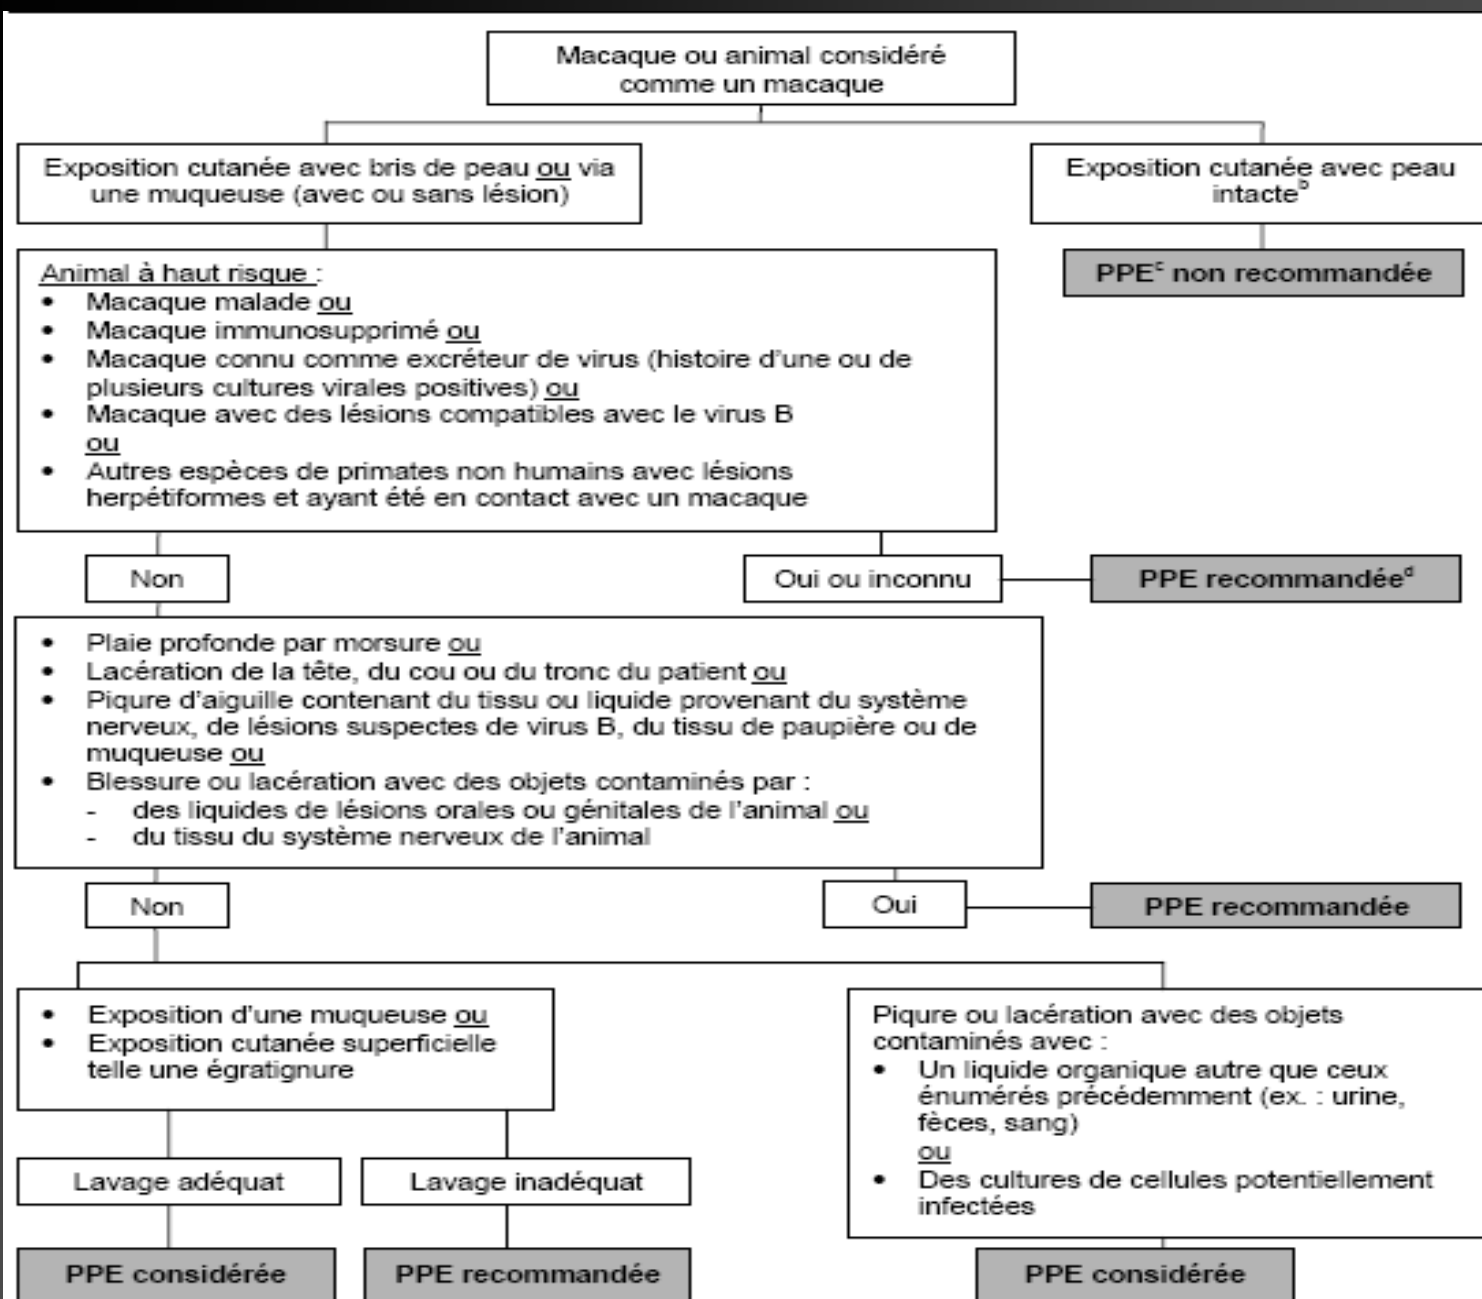 Macaque ou animal considéré
comme un macaque
Exposition cutanée avec bris de peau ou via
une muqueuse (avec ou sans lésion)
Exposition cutanée avec peau
intacteᵇ
PPEᶜ non recommandée
Animal à haut risque :
• Macaque malade ou
• Macaque immunosupprimé ou
• Macaque connu comme excréteur de virus (histoire d'une ou de
plusieurs cultures virales positives) ou
• Macaque avec des lésions compatibles avec le virus B
ou
• Autres espèces de primates non humains avec lésions
herpétiformes et ayant été en contact avec un macaque
Non
Oui ou inconnu
PPE recommandéeᵈ
• Plaie profonde par morsure ou
• Lacération de la tête, du cou ou du tronc du patient ou
• Piqure d'aiguille contenant du tissu ou liquide provenant du système
nerveux, de lésions suspectes de virus B, du tissu de paupière ou de
muqueuse ou
• Blessure ou lacération avec des objets contaminés par :
- des liquides de lésions orales ou génitales de l'animal ou
- du tissu du système nerveux de l'animal
Non
Oui
PPE recommandée
• Exposition d'une muqueuse ou
• Exposition cutanée superficielle
telle une égratignure
Lavage adéquat
Lavage inadéquat
PPE considérée
PPE recommandée
Piqure ou lacération avec des objets
contaminés avec :
• Un liquide organique autre que ceux
énumérés précédemment (ex. : urine,
fèces, sang)
ou
• Des cultures de cellules potentiellement
infectées
PPE considérée